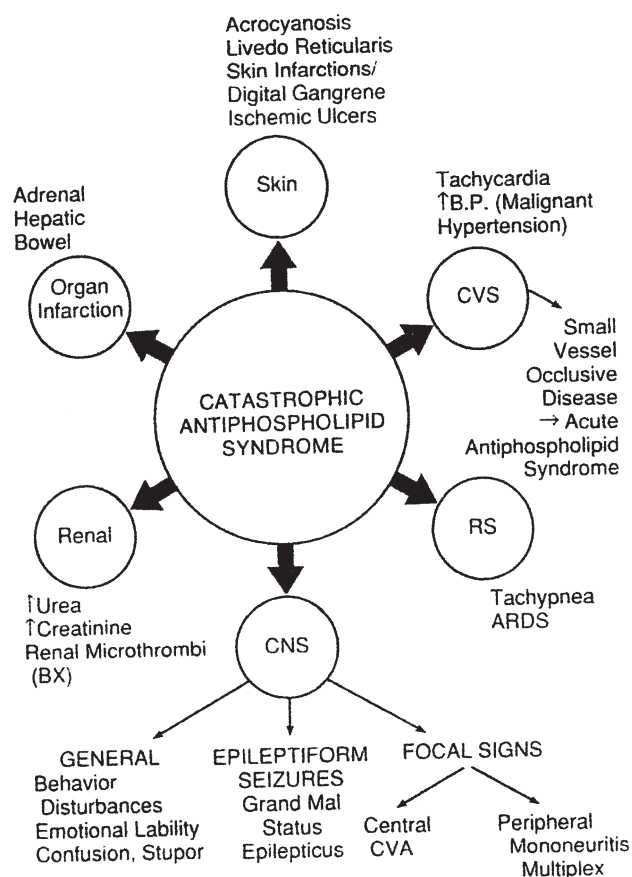 Acrocyanosis
Livedo Reticularis
Skin Infarctions/
Digital Gangrene
Ischemic Ulcers
Skin
Adrenal
Hepatic
Bowel
Organ
Infarction
Tachycardia
↑B.P. (Malignant
Hypertension)
CVS
Small
Vessel
Occlusive
Disease
→ Acute
Antiphospholipid
Syndrome
CATASTROPHIC
ANTIPHOSPHOLIPID
SYNDROME
Renal
↑Urea
↑Creatinine
Renal Microthrombi
(BX)
RS
Tachypnea
ARDS
CNS
GENERAL
Behavior
Disturbances
Emotional Lability
Confusion, Stupor
EPILEPTIFORM
SEIZURES
Grand Mal
Status
Epilepticus
FOCAL SIGNS
Central
CVA
Peripheral
Mononeuritis
Multiplex